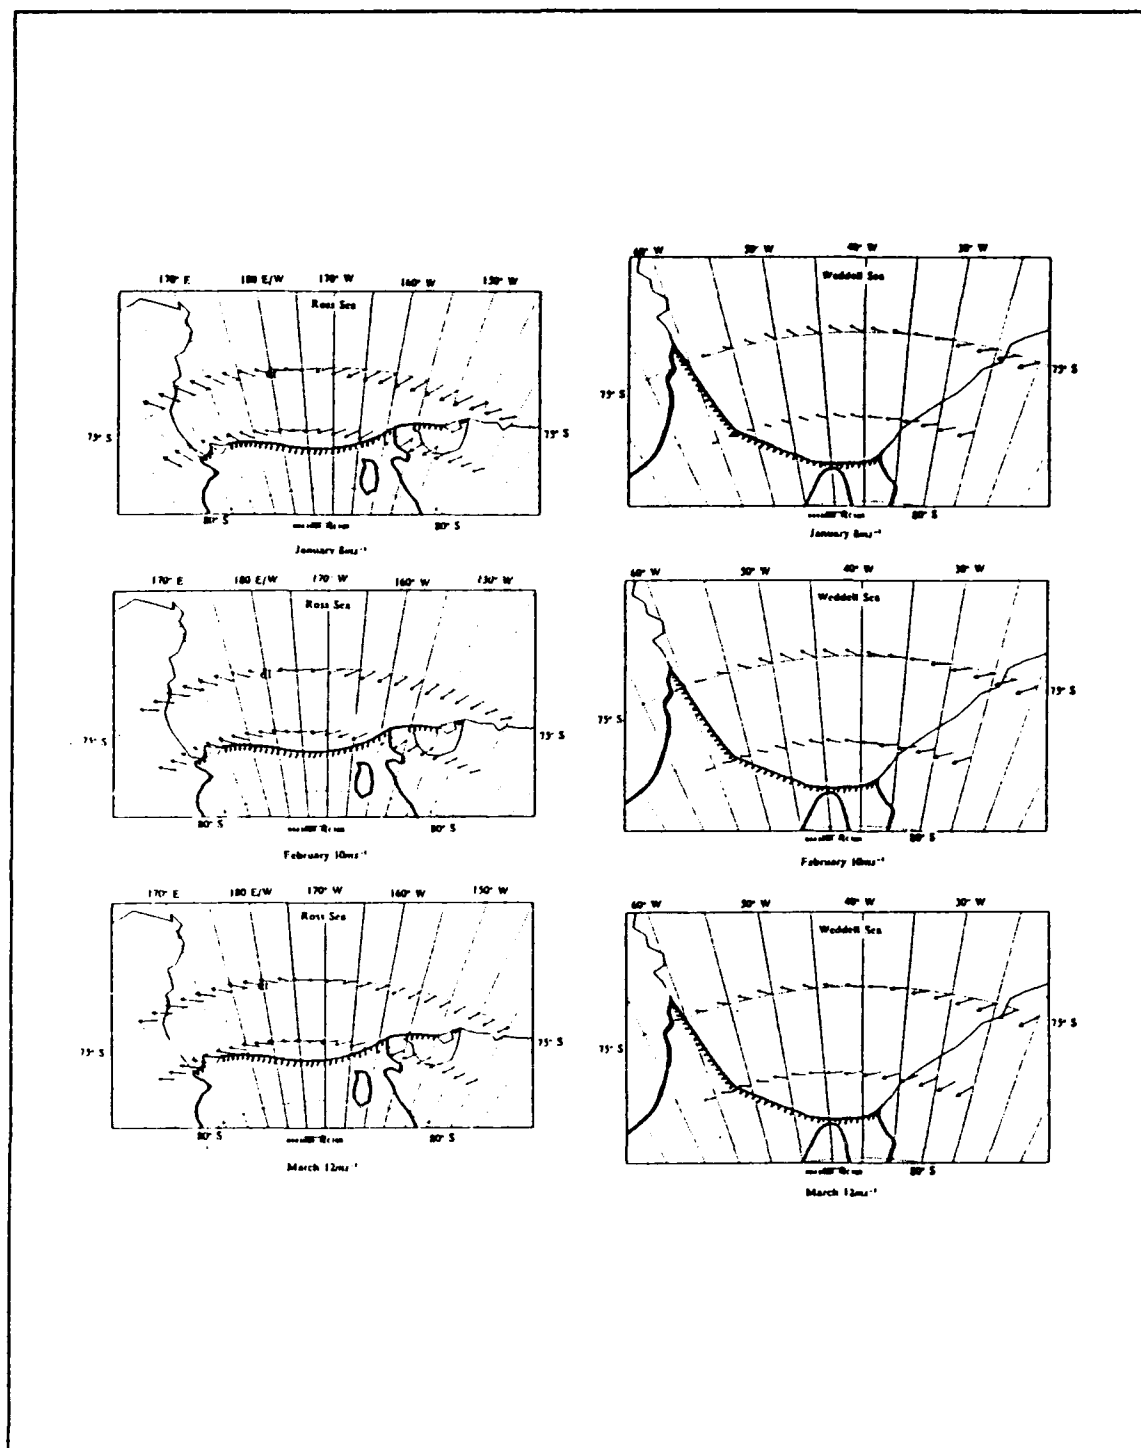 170° E 180 E/W 170° W 160° W 150° W
Ross Sea
75° S 75° S
80° S 80° S
January 8ms⁻¹
60° W 50° W 40° W 30° W
Weddell Sea
75° S 75° S
80° S
January 8ms⁻¹
170° E 180 E/W 170° W 160° W 150° W
Ross Sea
75° S 75° S
80° S 80° S
February 10ms⁻¹
60° W 50° W 40° W 30° W
Weddell Sea
75° S 75° S
80° S
February 10ms⁻¹
170° E 180 E/W 170° W 160° W 150° W
Ross Sea
75° S 75° S
80° S 80° S
March 12ms⁻¹
60° W 50° W 40° W 30° W
Weddell Sea
75° S 75° S
80° S
March 12ms⁻¹